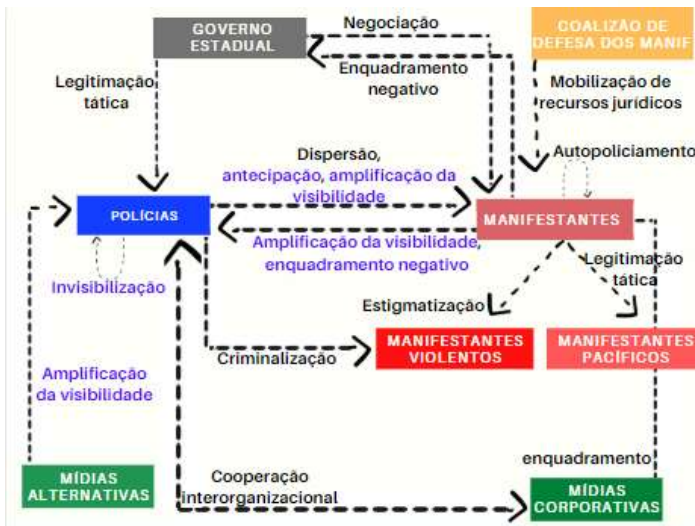 GOVERNO
ESTADUAL
Negociação
COALIZÃO DE
DEFESA DOS MANIF
Enquadramento
negativo
Legitimação
tática
Mobilização de
recursos jurídicos
Dispersão,
antecipação, amplificação da
visibilidade
Autopoliciamento
POLÍCIAS
MANIFESTANTES
Amplificação da visibilidade,
enquadramento negativo
Legitimação
tática
Invisibilização
Estigmatização
Criminalização
MANIFESTANTES
VIOLENTOS
MANIFESTANTES
PACÍFICOS
Amplificação
da visibilidade
enquadramento
MÍDIAS
ALTERNATIVAS
Cooperação
interorganizacional
MÍDIAS
CORPORATIVAS